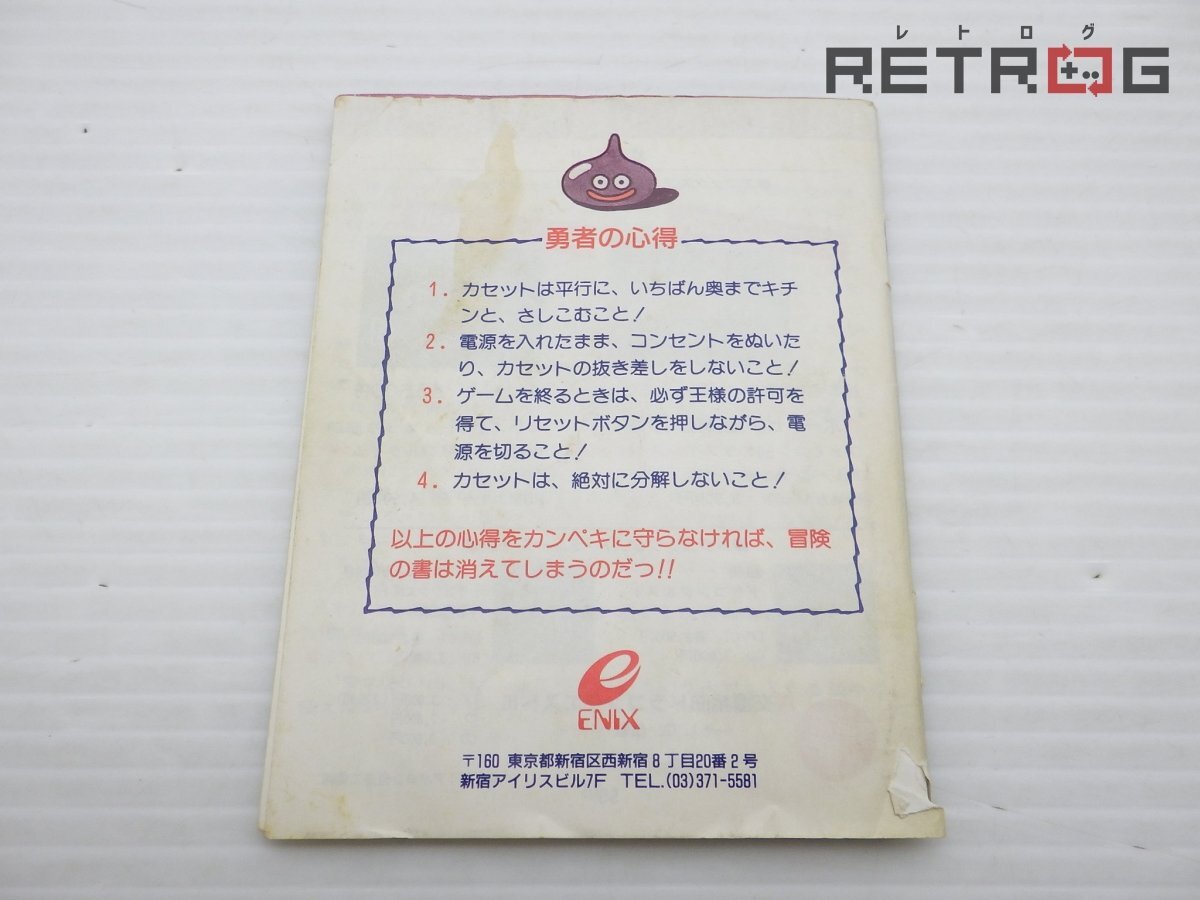 レトログ
RETROG
勇者の心得
1. カセットは平行に、いちばん奥までキチ
ンと、さしこむこと!
2. 電源を入れたまま、コンセントをぬいた
り、カセットの抜き差しをしないこと!
3. ゲームを終るときは、必ず王様の許可を
得て、リセットボタンを押しながら、電
源を切ること!
4. カセットは、絶対に分解しないこと!
以上の心得をカンペキに守らなければ、冒険
の書は消えてしまうのだっ!!
ENIX
〒160 東京都新宿区西新宿8丁目20番2号
新宿アイリスビル7F TEL.(03)371-5581